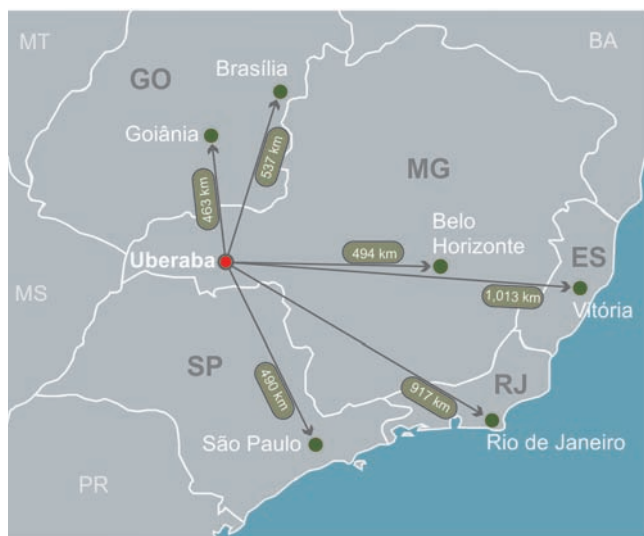 MT
BA
Brasília
GO
Goiânia
537 km
463 km
MG
Belo
Horizonte
Uberaba
494 km
ES
1,013 km
Vitória
MS
SP
RJ
490 km
917 km
São Paulo
Rio de Janeiro
PR